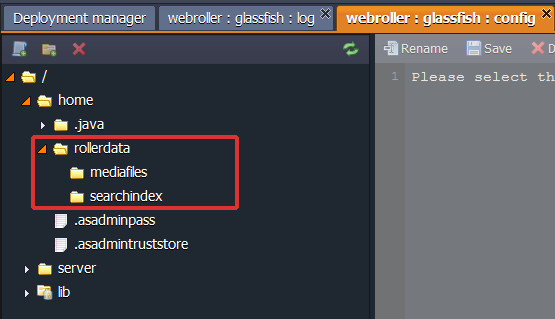 Deployment manager
webroller : glassfish : log
webroller : glassfish : config
Rename
Save
D
1 Please select th
/
home
.java
rollerdata
mediafiles
searchindex
.asadminpass
.asadmintruststore
server
lib